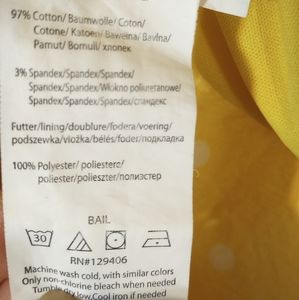 97% Cotton/ Baumwolle/ Coton/
Cotone/ Katoen/ Bawełna/ Bavlna/
Pamut/ Bomull/ хлопок
3% Spandex/Spandex/Spandex/
Spandex/Spandex/Włókno poliuretanowe/
Spandex/Spandex/Spandex/спандекс
Futter/lining/doublure/fodera/voering/
podszewka/vložka/bélés/foder/подкладка
100% Polyester/ poliestere/
poliester/polieszter/полиэстер
30
BAIL
RN#129406
Machine wash cold, with similar colors
Only non-chlorine bleach when needed
Tumble dry low,Cool iron if needed